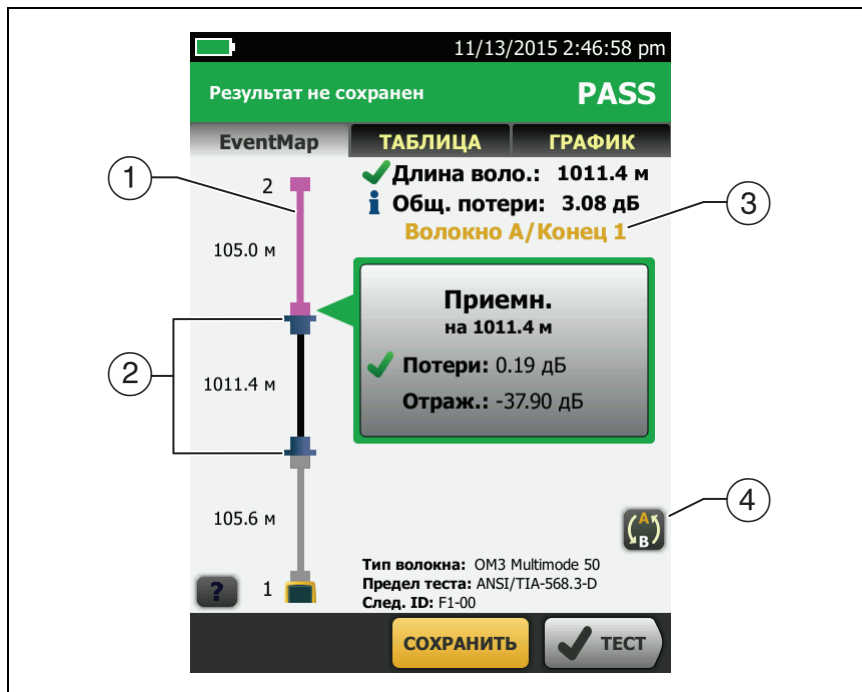 11/13/2015 2:46:58 pm
Результат не сохранен PASS
EventMap ТАБЛИЦА ГРАФИК
1
2
Длина воло.: 1011.4 м
i Общ. потери: 3.08 дБ
3
Волокно A/Конец 1
105.0 м
Приемн.
на 1011.4 м
2
1011.4 м
Потери: 0.19 дБ
Отраж.: -37.90 дБ
4
105.6 м
A
B
Тип волокна: OM3 Multimode 50
Предел теста: ANSI/TIA-568.3-D
? 1
След. ID: F1-00
СОХРАНИТЬ ТЕСТ